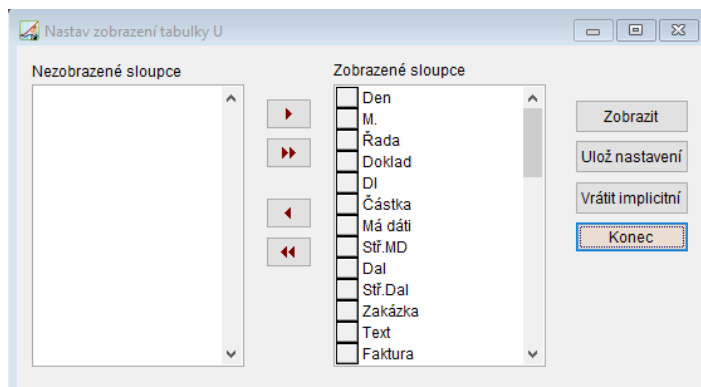 Nastav zobrazení tabulky U
Nezobrazené sloupce
Zobrazené sloupce
Den
M.
Řada
Doklad
DI
Částka
Má dáti
Stř.MD
Dal
Stř.Dal
Zakázka
Text
Faktura
Zobrazit
Ulož nastavení
Vrátit implicitní
Konec